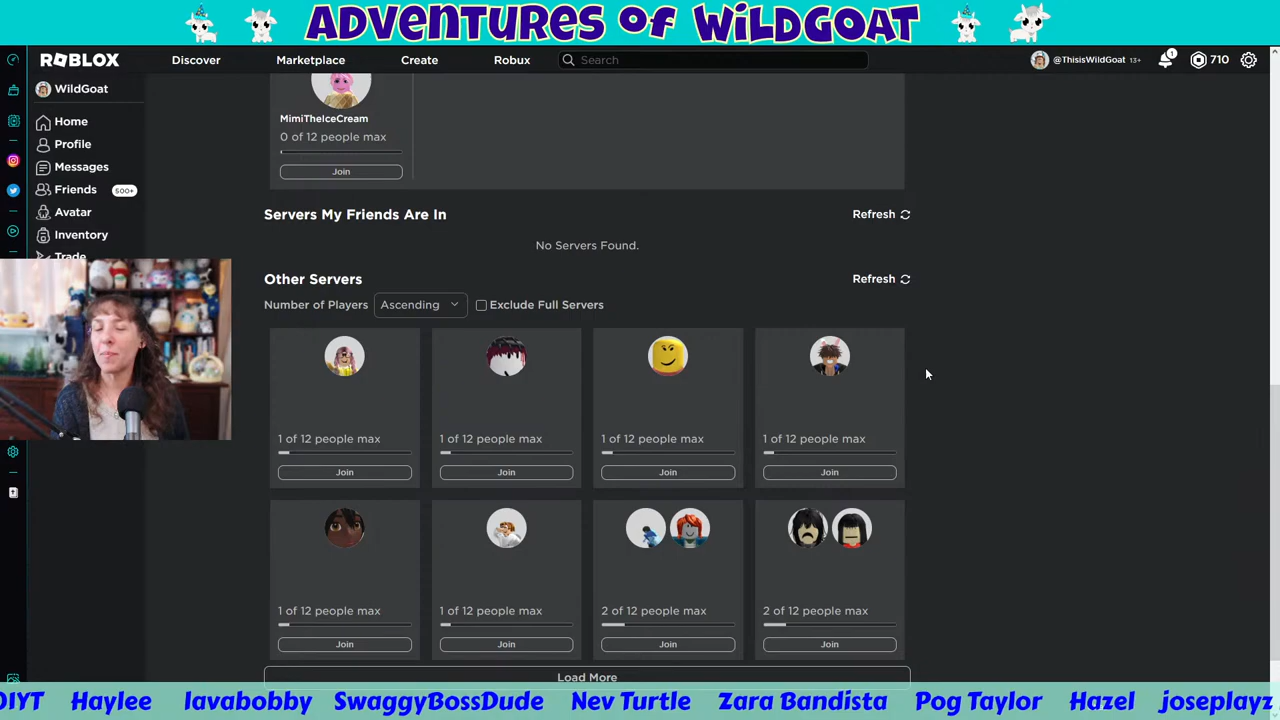 ADVENTURES OF WiLDGOAT
ROBLOX
Discover
Marketplace
Create
Robux
Search
@ThisisWildGoat 13+
1
710
WildGoat
Home
Profile
Messages
Friends 500+
Avatar
Inventory
Trade
MimiTheIceCream
0 of 12 people max
Join
Servers My Friends Are In
Refresh
No Servers Found.
Other Servers
Refresh
Number of Players Ascending Exclude Full Servers
1 of 12 people max 1 of 12 people max 1 of 12 people max 1 of 12 people max
Join Join Join Join
1 of 12 people max 1 of 12 people max 2 of 12 people max 2 of 12 people max
Join Join Join Join
Load More
DIYT Haylee lavabobby SwaggyBossDude Nev Turtle Zara Bandista Pog Taylor Hazel joseplayz